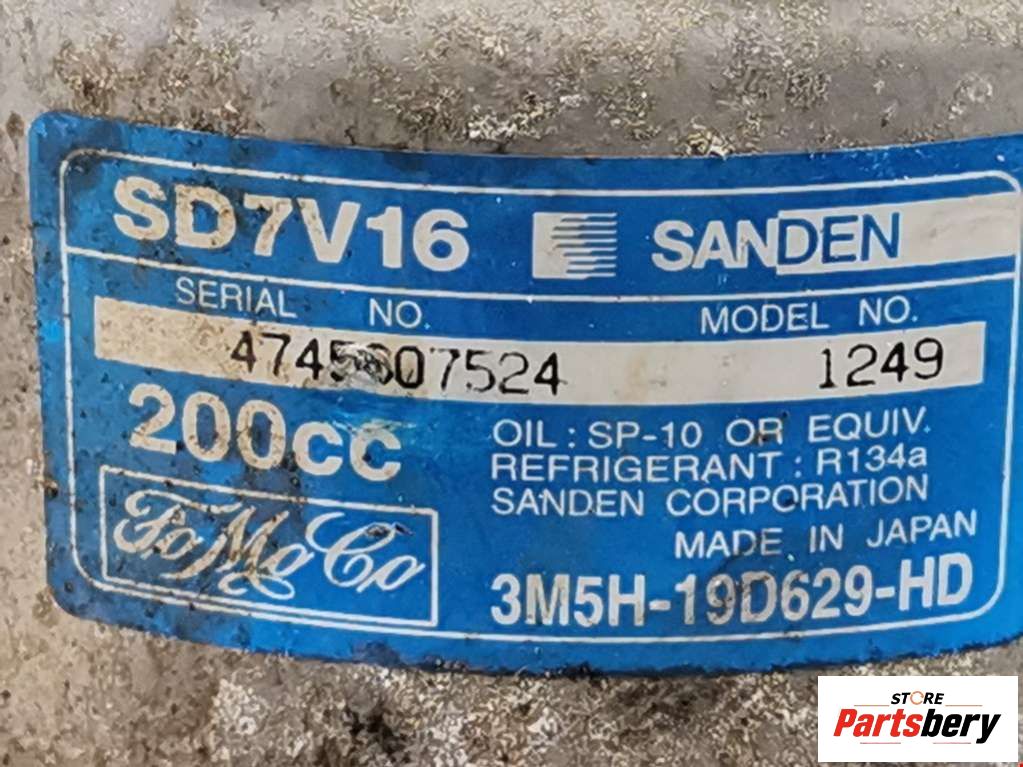 SD7V16 SANDEN
SERIAL NO. MODEL NO.
1249
200cc
OIL : SP-10 OR EQUIV.
REFRIGERANT : R134a
SANDEN CORPORATION
MADE IN JAPAN
FoMoCo
3M5H-19D629-HD
STORE
Partsbery